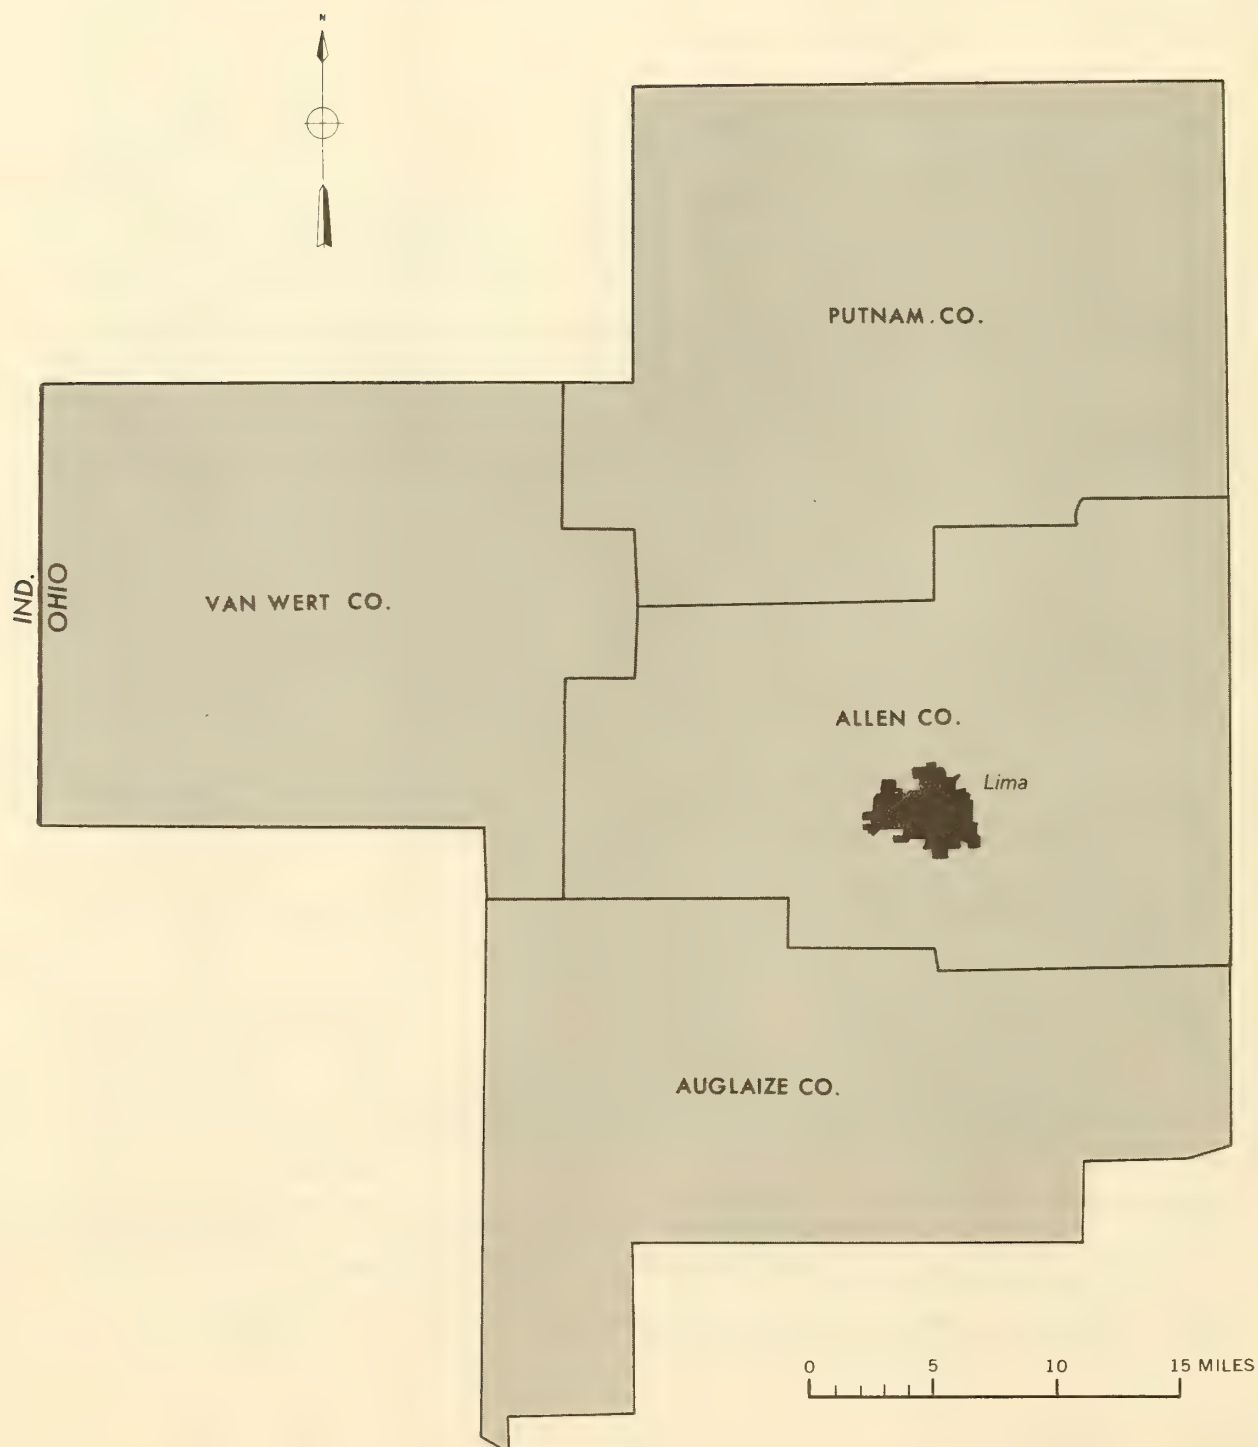 N
PUTNAM. CO.
IND.
OHIO
VAN WERT CO.
ALLEN CO.
Lima
AUGLAIZE CO.
0 5 10 15 MILES